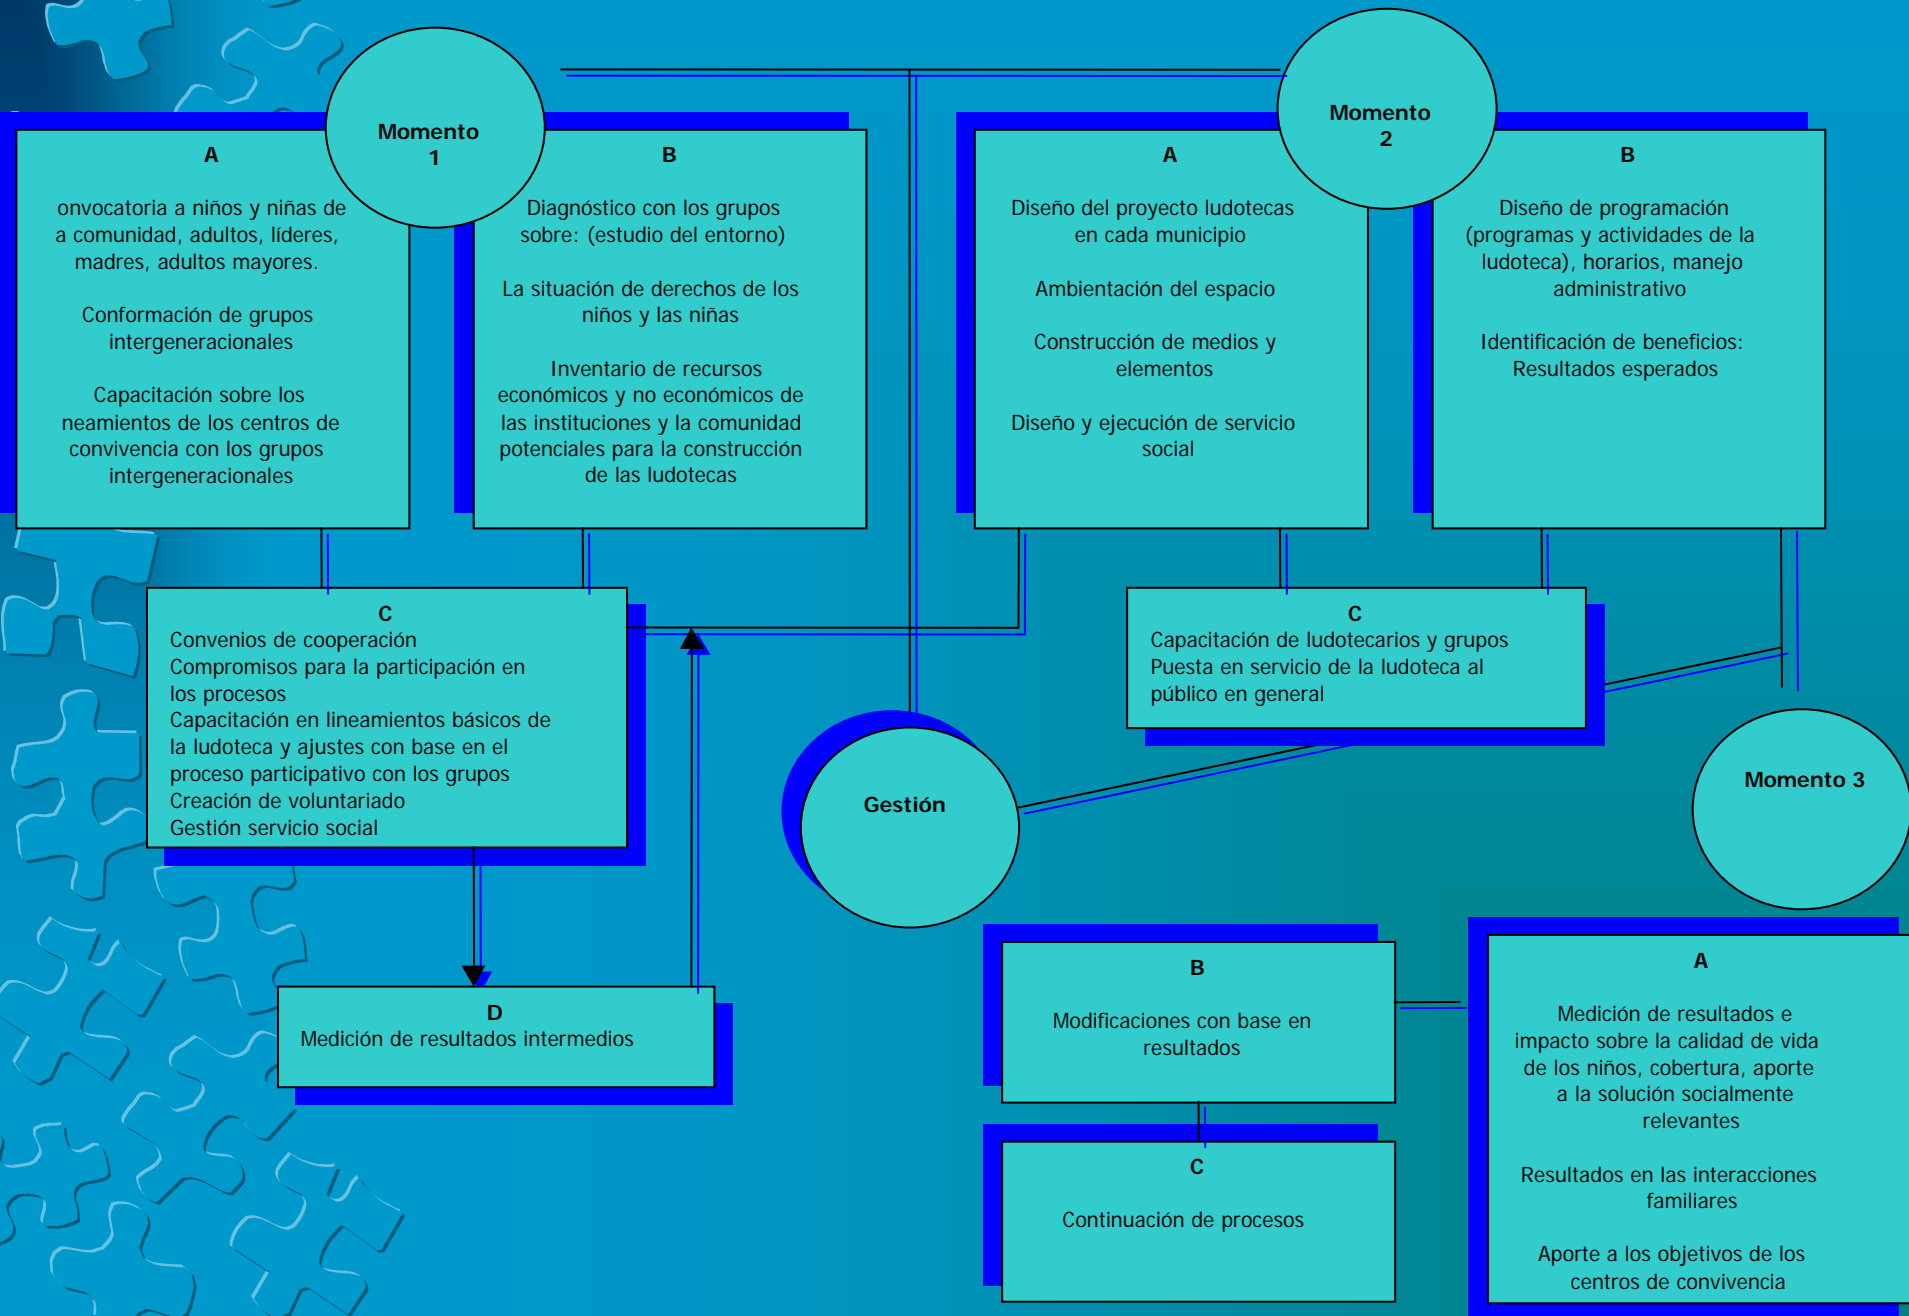 Momento
1
A
onvocatoria a niños y niñas de
a comunidad, adultos, líderes,
madres, adultos mayores.
Conformación de grupos
intergeneracionales
Capacitación sobre los
neamientos de los centros de
convivencia con los grupos
intergeneracionales
B
Diagnóstico con los grupos
sobre: (estudio del entorno)
La situación de derechos de los
niños y las niñas
Inventario de recursos
económicos y no económicos de
las instituciones y la comunidad
potenciales para la construcción
de las ludotecas
C
Convenios de cooperación
Compromisos para la participación en
los procesos
Capacitación en lineamientos básicos de
la ludoteca y ajustes con base en el
proceso participativo con los grupos
Creación de voluntariado
Gestión servicio social
D
Medición de resultados intermedios
Momento
2
A
Diseño del proyecto ludotecas
en cada municipio
Ambientación del espacio
Construcción de medios y
elementos
Diseño y ejecución de servicio
social
B
Diseño de programación
(programas y actividades de la
ludoteca), horarios, manejo
administrativo
Identificación de beneficios:
Resultados esperados
C
Capacitación de ludotecarios y grupos
Puesta en servicio de la ludoteca al
público en general
Gestión
Momento 3
A
Medición de resultados e
impacto sobre la calidad de vida
de los niños, cobertura, aporte
a la solución socialmente
relevantes
Resultados en las interacciones
familiares
Aporte a los objetivos de los
centros de convivencia
B
Modificaciones con base en
resultados
C
Continuación de procesos